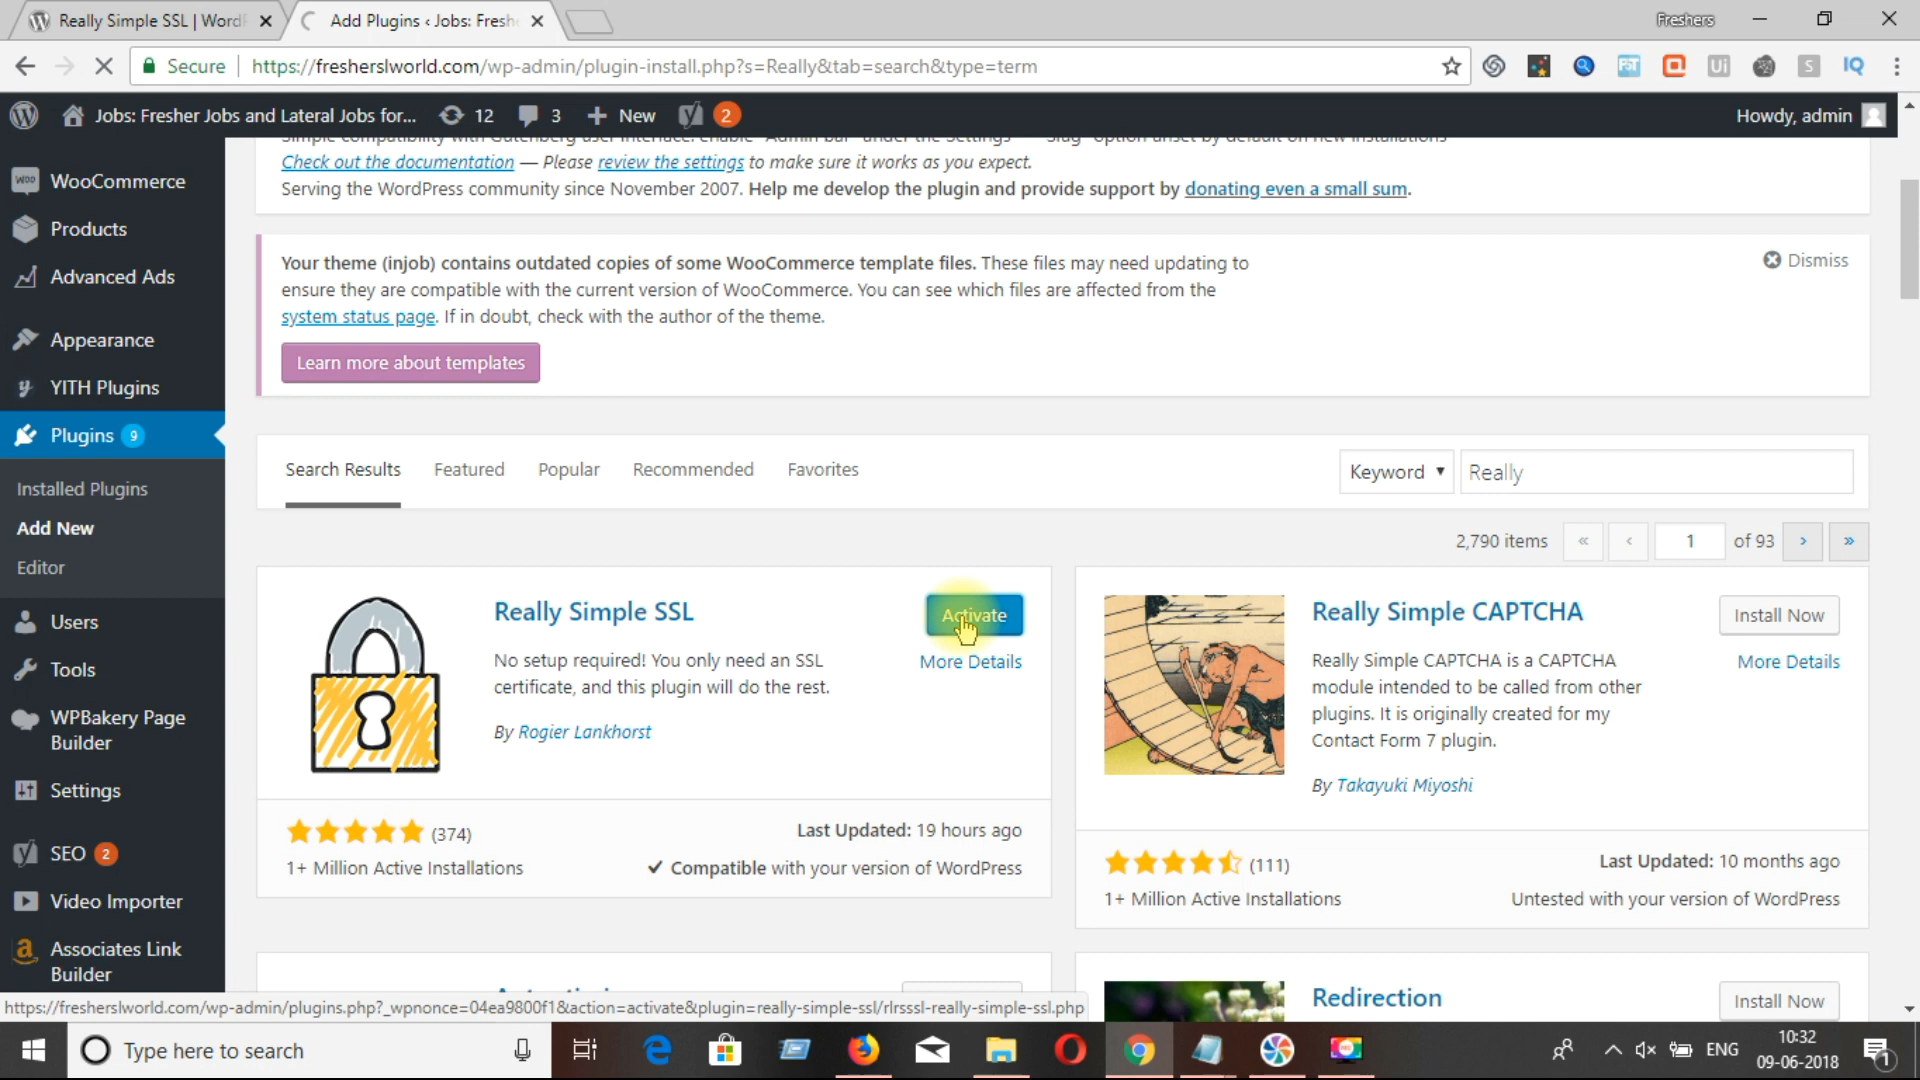 Really Simple SSL | Word
Add Plugins ‹ Jobs: Fresh
Freshers
Secure
https://fresherslworld.com/wp-admin/plugin-install.php?s=Really&tab=search&type=term
Jobs: Fresher Jobs and Lateral Jobs for...
12
3
New
2
Howdy, admin
WooCommerce
Products
Advanced Ads
Appearance
YITH Plugins
Plugins 9
Installed Plugins
Add New
Editor
Users
Tools
WPBakery Page
Builder
Settings
SEO 2
Video Importer
Associates Link
Builder
Check out the documentation — Please review the settings to make sure it works as you expect.
Serving the WordPress community since November 2007. Help me develop the plugin and provide support by donating even a small sum.
Your theme (injob) contains outdated copies of some WooCommerce template files. These files may need updating to
ensure they are compatible with the current version of WooCommerce. You can see which files are affected from the
system status page. If in doubt, check with the author of the theme.
Dismiss
Learn more about templates
Search Results
Featured
Popular
Recommended
Favorites
Keyword
Really
2,790 items
«
‹
1
of 93
›
»
Really Simple SSL
Activate
More Details
No setup required! You only need an SSL
certificate, and this plugin will do the rest.
By Rogier Lankhorst
(374)
Last Updated: 19 hours ago
1+ Million Active Installations
Compatible with your version of WordPress
Really Simple CAPTCHA
Install Now
More Details
Really Simple CAPTCHA is a CAPTCHA
module intended to be called from other
plugins. It is originally created for my
Contact Form 7 plugin.
By Takayuki Miyoshi
(111)
Last Updated: 10 months ago
1+ Million Active Installations
Untested with your version of WordPress
Redirection
Install Now
https://fresherslworld.com/wp-admin/plugins.php?_wpnonce=04ea9800f1&action=activate&plugin=really-simple-ssl/rlrsssl-really-simple-ssl.php
Type here to search
ENG
10:32
09-06-2018
1